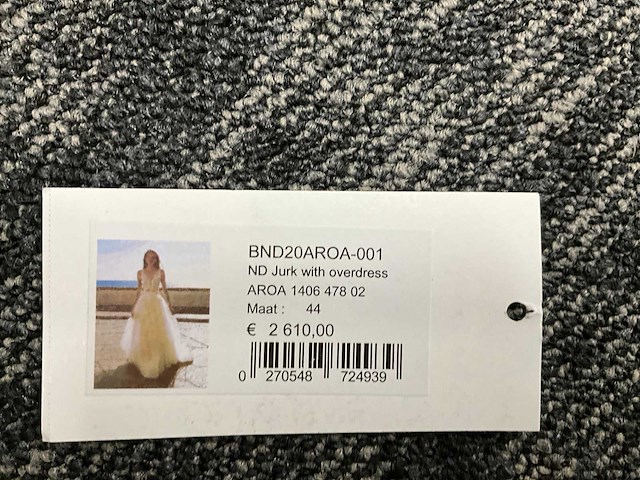 BND20AROA-001
ND Jurk with overdress
AROA 1406 478 02
Maat : 44
€ 2 610,00
0 270548 724939